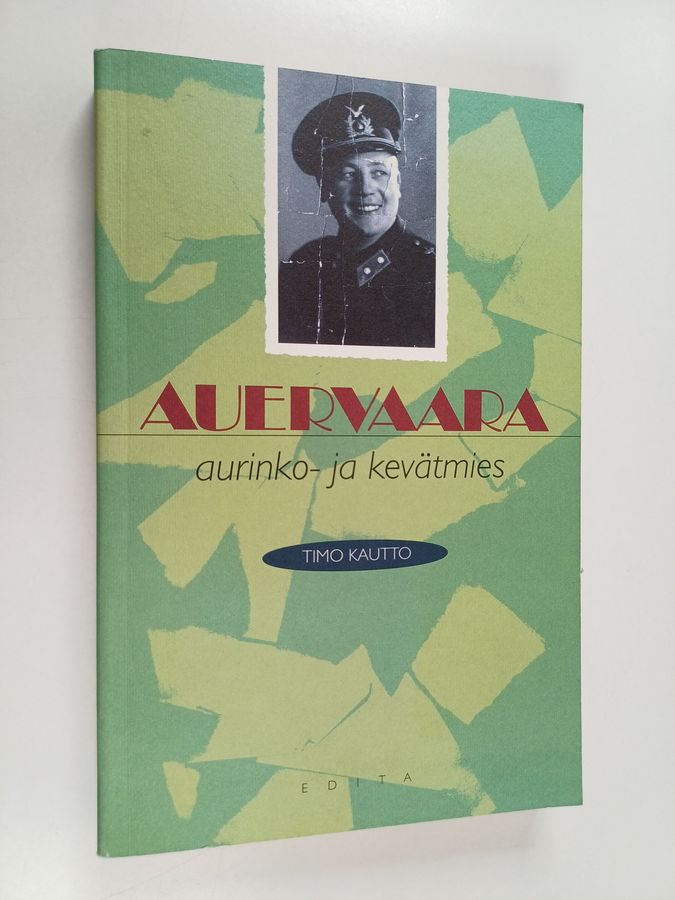 AUERVAARA
aurinko- ja kevätmies
TIMO KAUTTO
EDITA